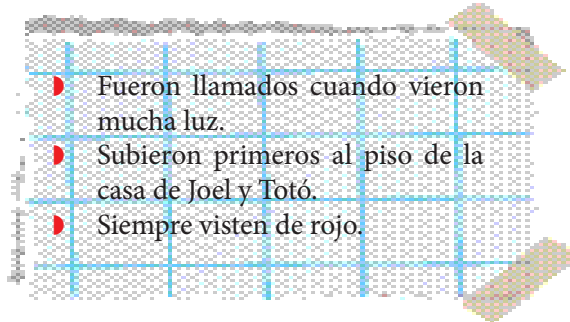 Fueron llamados cuando vieron
mucha luz.
Subieron primeros al piso de la
casa de Joel y Totó.
Siempre visten de rojo.